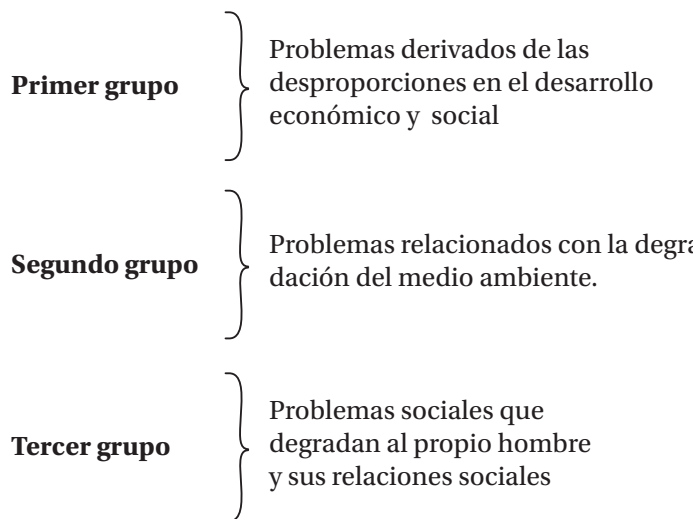 Primer grupo
Problemas derivados de las
desproporciones en el desarrollo
económico y social
Segundo grupo
Problemas relacionados con la degra
dación del medio ambiente.
Tercer grupo
Problemas sociales que
degradan al propio hombre
y sus relaciones sociales